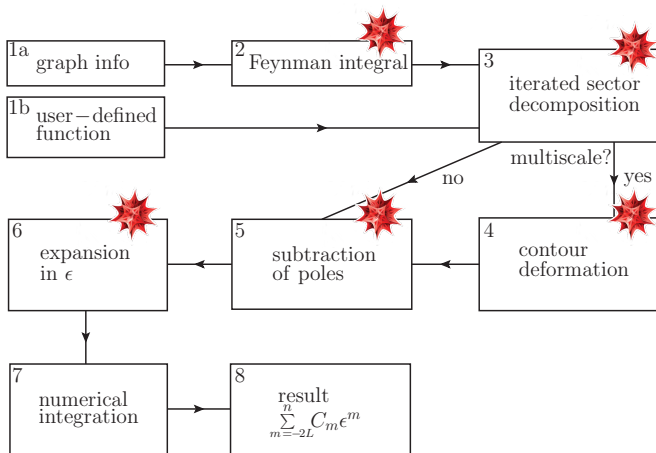 1a
graph info
2
Feynman integral
3
iterated sector
decomposition
1b
user−defined
function
multiscale?
no
yes
6
expansion
in ϵ
5
subtraction
of poles
4
contour
deformation
7
numerical
integration
8
result
n
∑ C_m ϵ^m
m=−2L